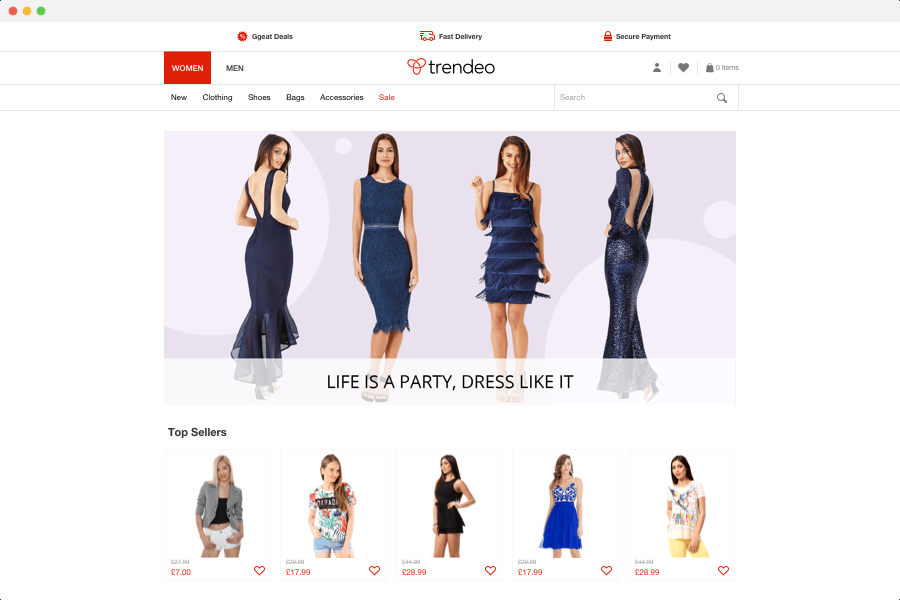 Ggeat Deals
Fast Delivery
Secure Payment
WOMEN
MEN
trendeo
0 items
New
Clothing
Shoes
Bags
Accessories
Sale
Search
LIFE IS A PARTY, DRESS LIKE IT
Top Sellers
£27.99
£7.00
£29.99
£17.99
£44.99
£28.99
£29.99
£17.99
£44.99
£28.99